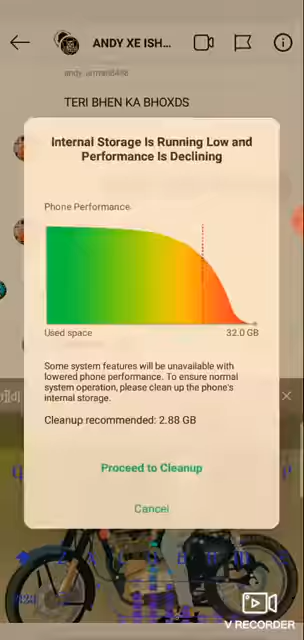 ANDY XE ISH...
andy_arman8486
TERI BHEN KA BHOXDS
Internal Storage Is Running Low and
Performance Is Declining
Phone Performance
Used space
32.0 GB
Some system features will be unavailable with
lowered phone performance. To ensure normal
system operation, please clean up the phone's
internal storage.
Cleanup recommended: 2.88 GB
Proceed to Cleanup
Cancel
V RECORDER